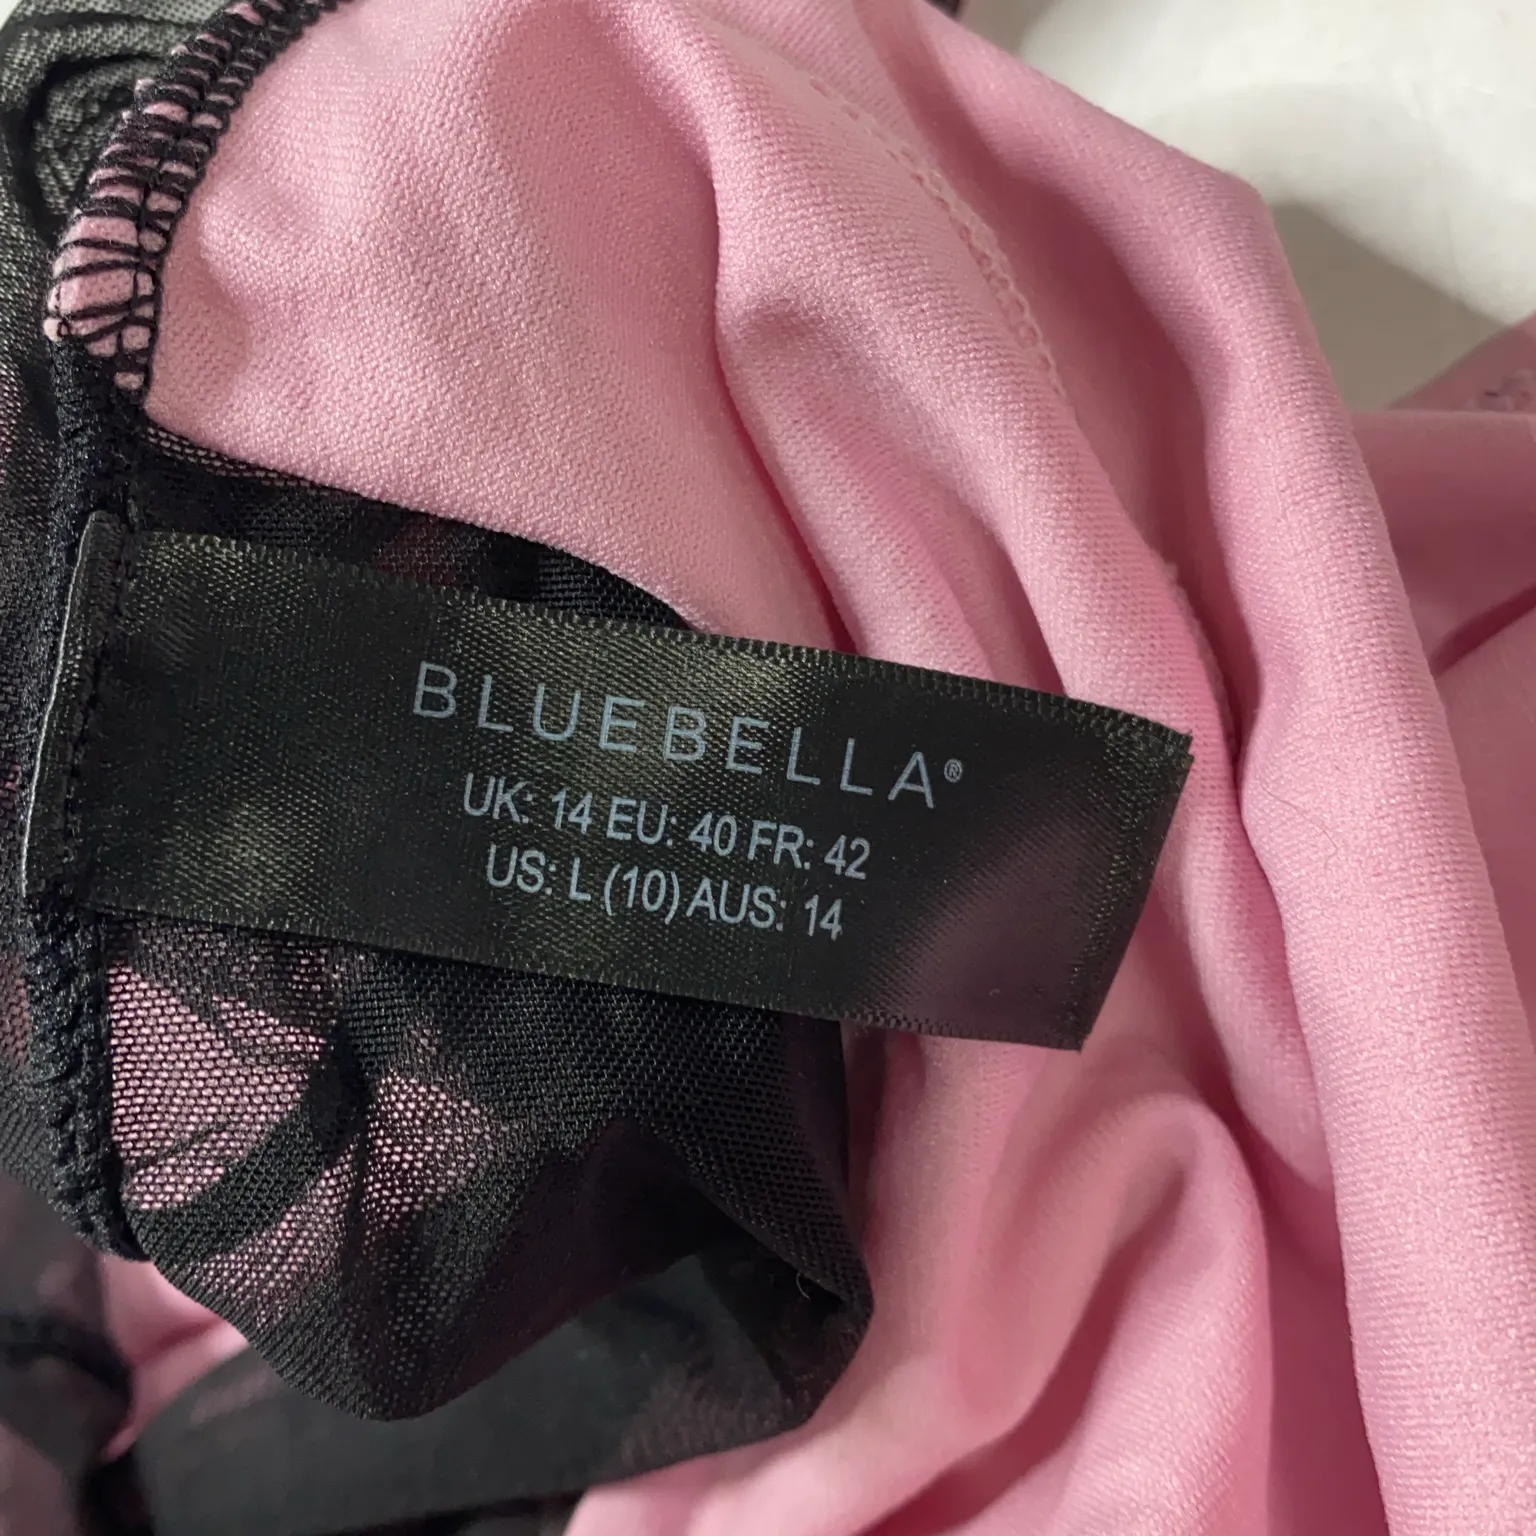 BLUEBELLA®
UK: 14 EU: 40 FR: 42
US: L (10) AUS: 14